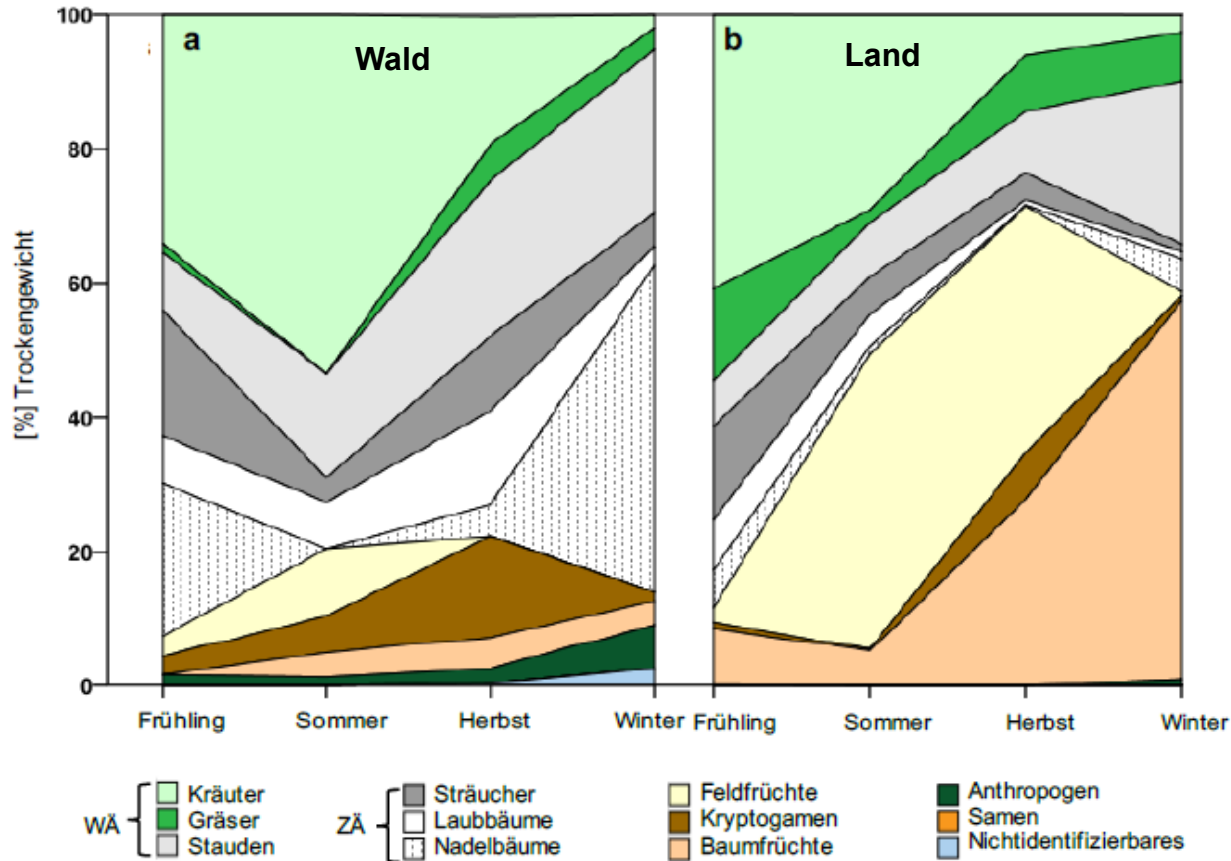 100
a
Wald
b
Land
80
60
40
20
0
[%] Trockengewicht
Frühling Sommer Herbst Winter Frühling Sommer Herbst Winter
WÄ
Kräuter
Gräser
Stauden
ZÄ
Sträucher
Laubbäume
Nadelbäume
Feldfrüchte
Kryptogamen
Baumfrüchte
Anthropogen
Samen
Nichtidentifizierbares